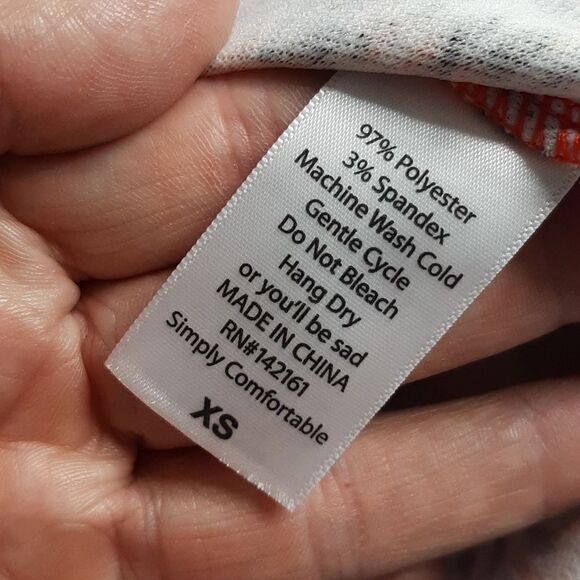 97% Polyester
3% Spandex
Machine Wash Cold
Gentle Cycle
Do Not Bleach
Hang Dry
or you'll be sad
MADE IN CHINA
RN#142161
Simply Comfortable
XS